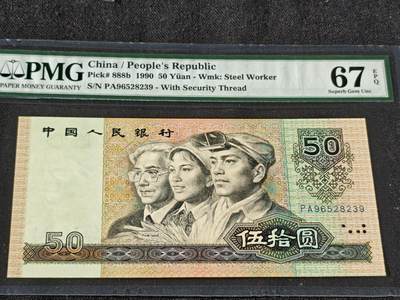 PMG
PAPER MONEY GUARANTY
China / People's Republic
Pick# 888b 1990 50 Yüan - Wmk: Steel Worker
S/N PA96528239 - With Security Thread
67 EPQ
Superb Gem Unc
中国人民银行
50
PA96528239
50
伍拾圆